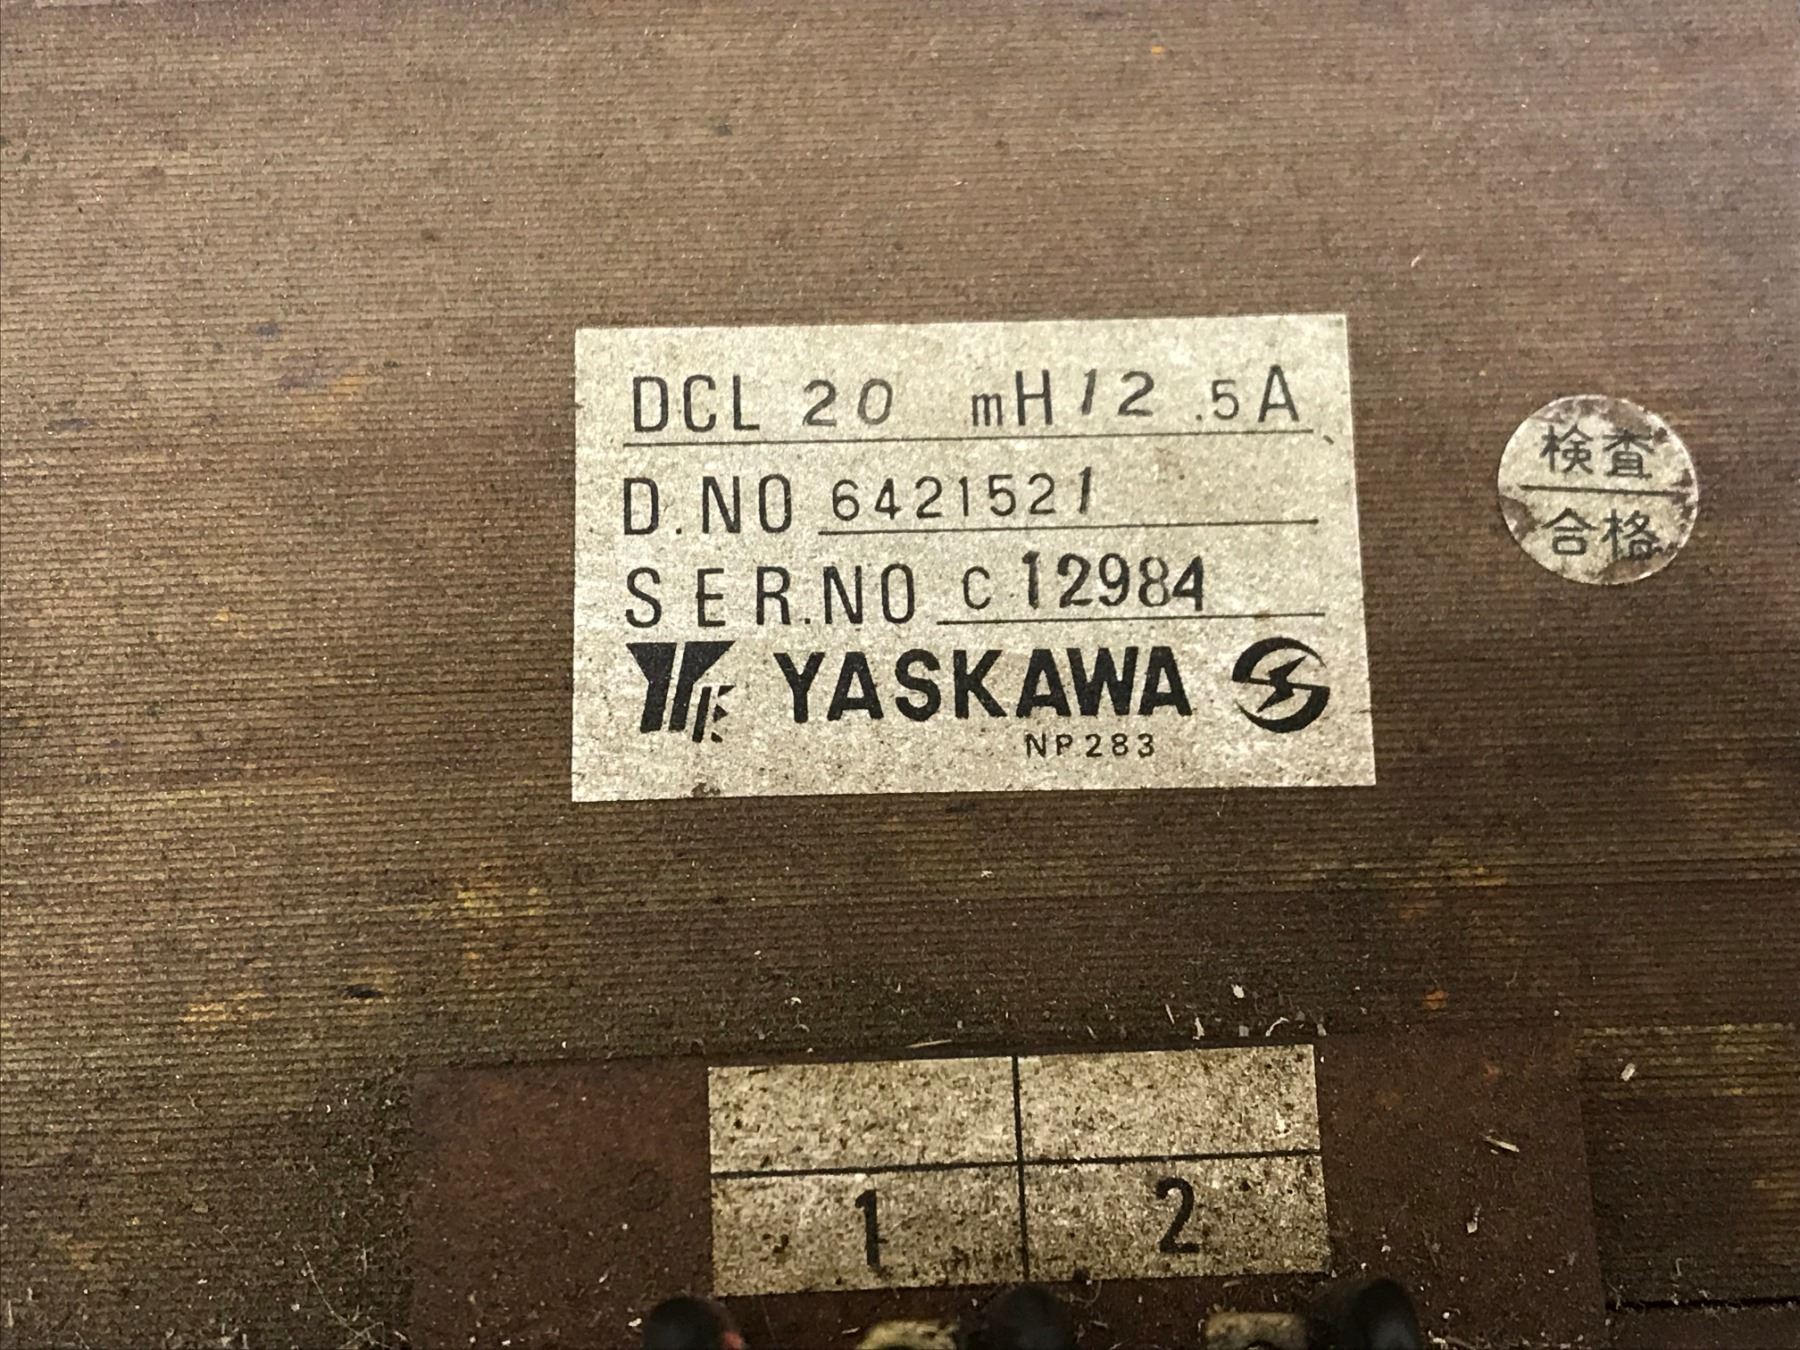 DCL 20 mH 12.5A
D.NO 6421521
SER.NO C 12984
YASKAWA
NP283
検査
合格
1 2